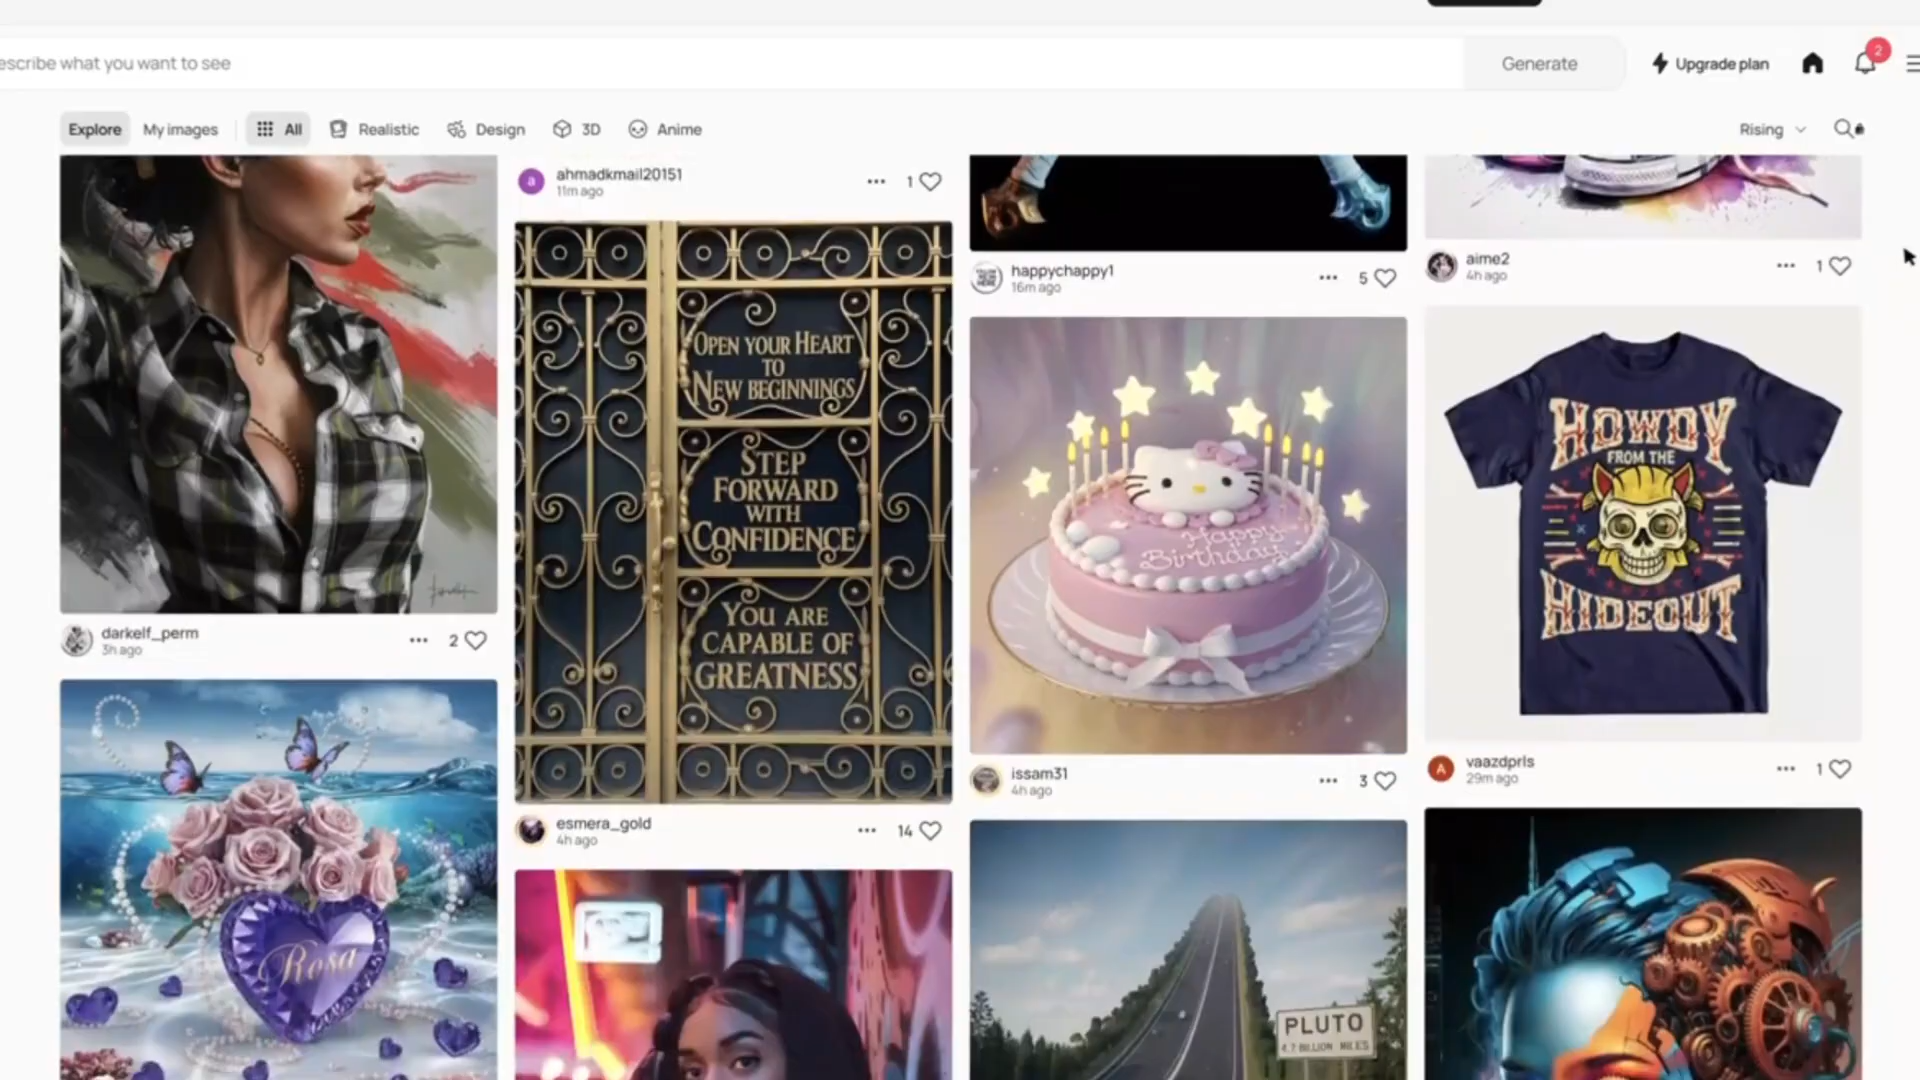 escribe what you want to see
Generate
Upgrade plan
2
Explore
My images
All
Realistic
Design
3D
Anime
Rising
ahmadkmail20151
11m ago
1
OPEN YOUR HEART
TO
NEW BEGINNINGS
STEP
FORWARD
WITH
CONFIDENCE
YOU ARE
CAPABLE OF
GREATNESS
happychappy1
16m ago
5
aime2
4h ago
1
HOWDY
FROM THE
HIDEOUT
Happy
Birthday
darkelf_perm
3h ago
2
issam31
4h ago
3
vaazdprls
29m ago
1
A
esmera_gold
4h ago
14
a
Rosa
PLUTO
4.7 BILLION MILES